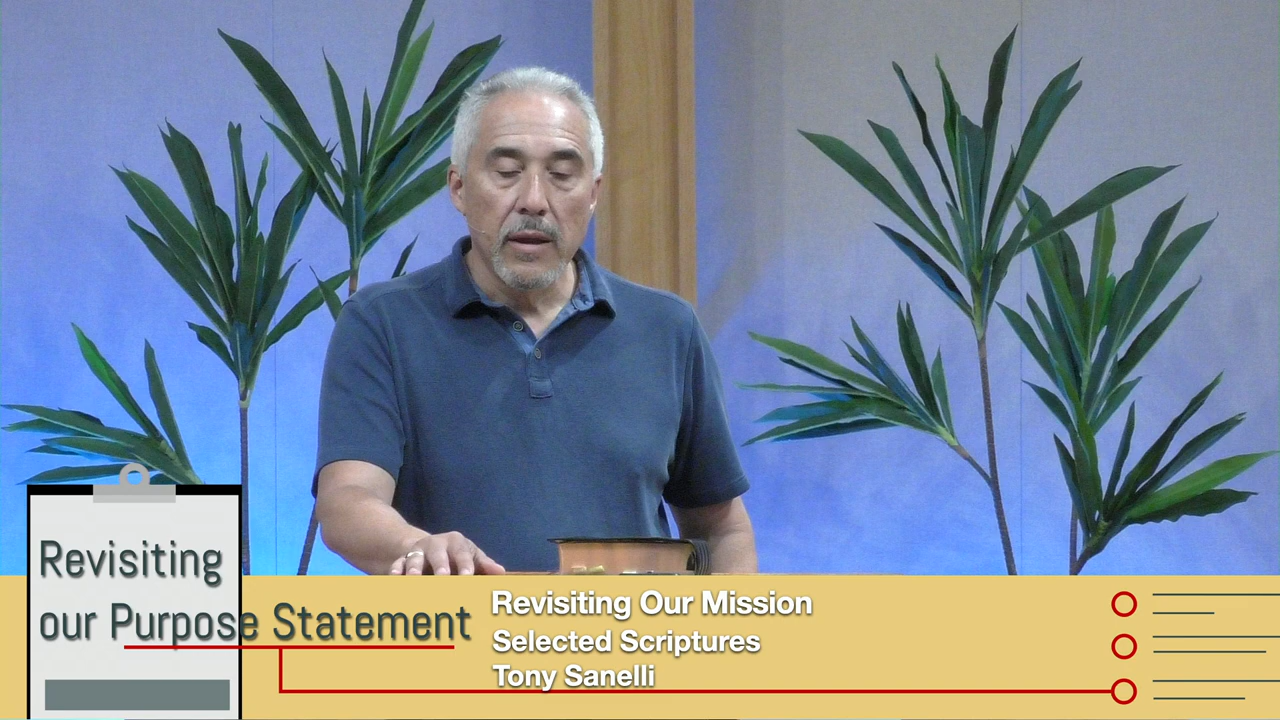 Revisiting
our Purpose Statement
Revisiting Our Mission
Selected Scriptures
Tony Sanelli